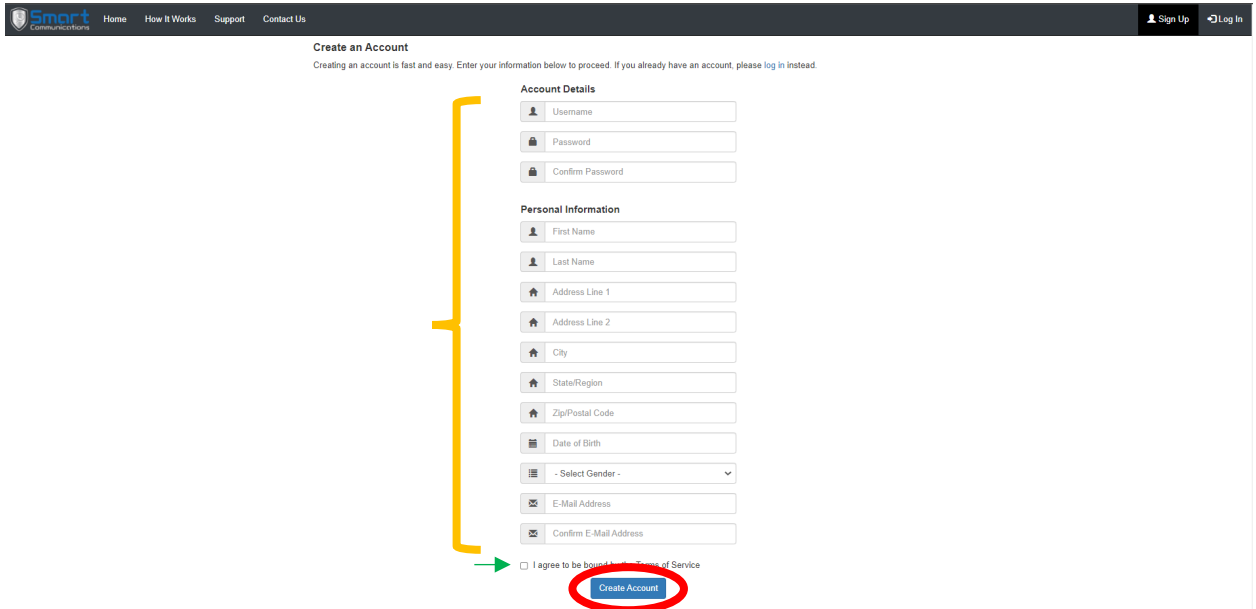 Smart
Communications
Home How It Works Support Contact Us
Sign Up Log In
Create an Account
Creating an account is fast and easy. Enter your information below to proceed. If you already have an account, please log in instead.
Account Details
Username
Password
Confirm Password
Personal Information
First Name
Last Name
Address Line 1
Address Line 2
City
State/Region
Zip/Postal Code
Date of Birth
- Select Gender -
E-Mail Address
Confirm E-Mail Address
I agree to be bound by the Terms of Service
Create Account